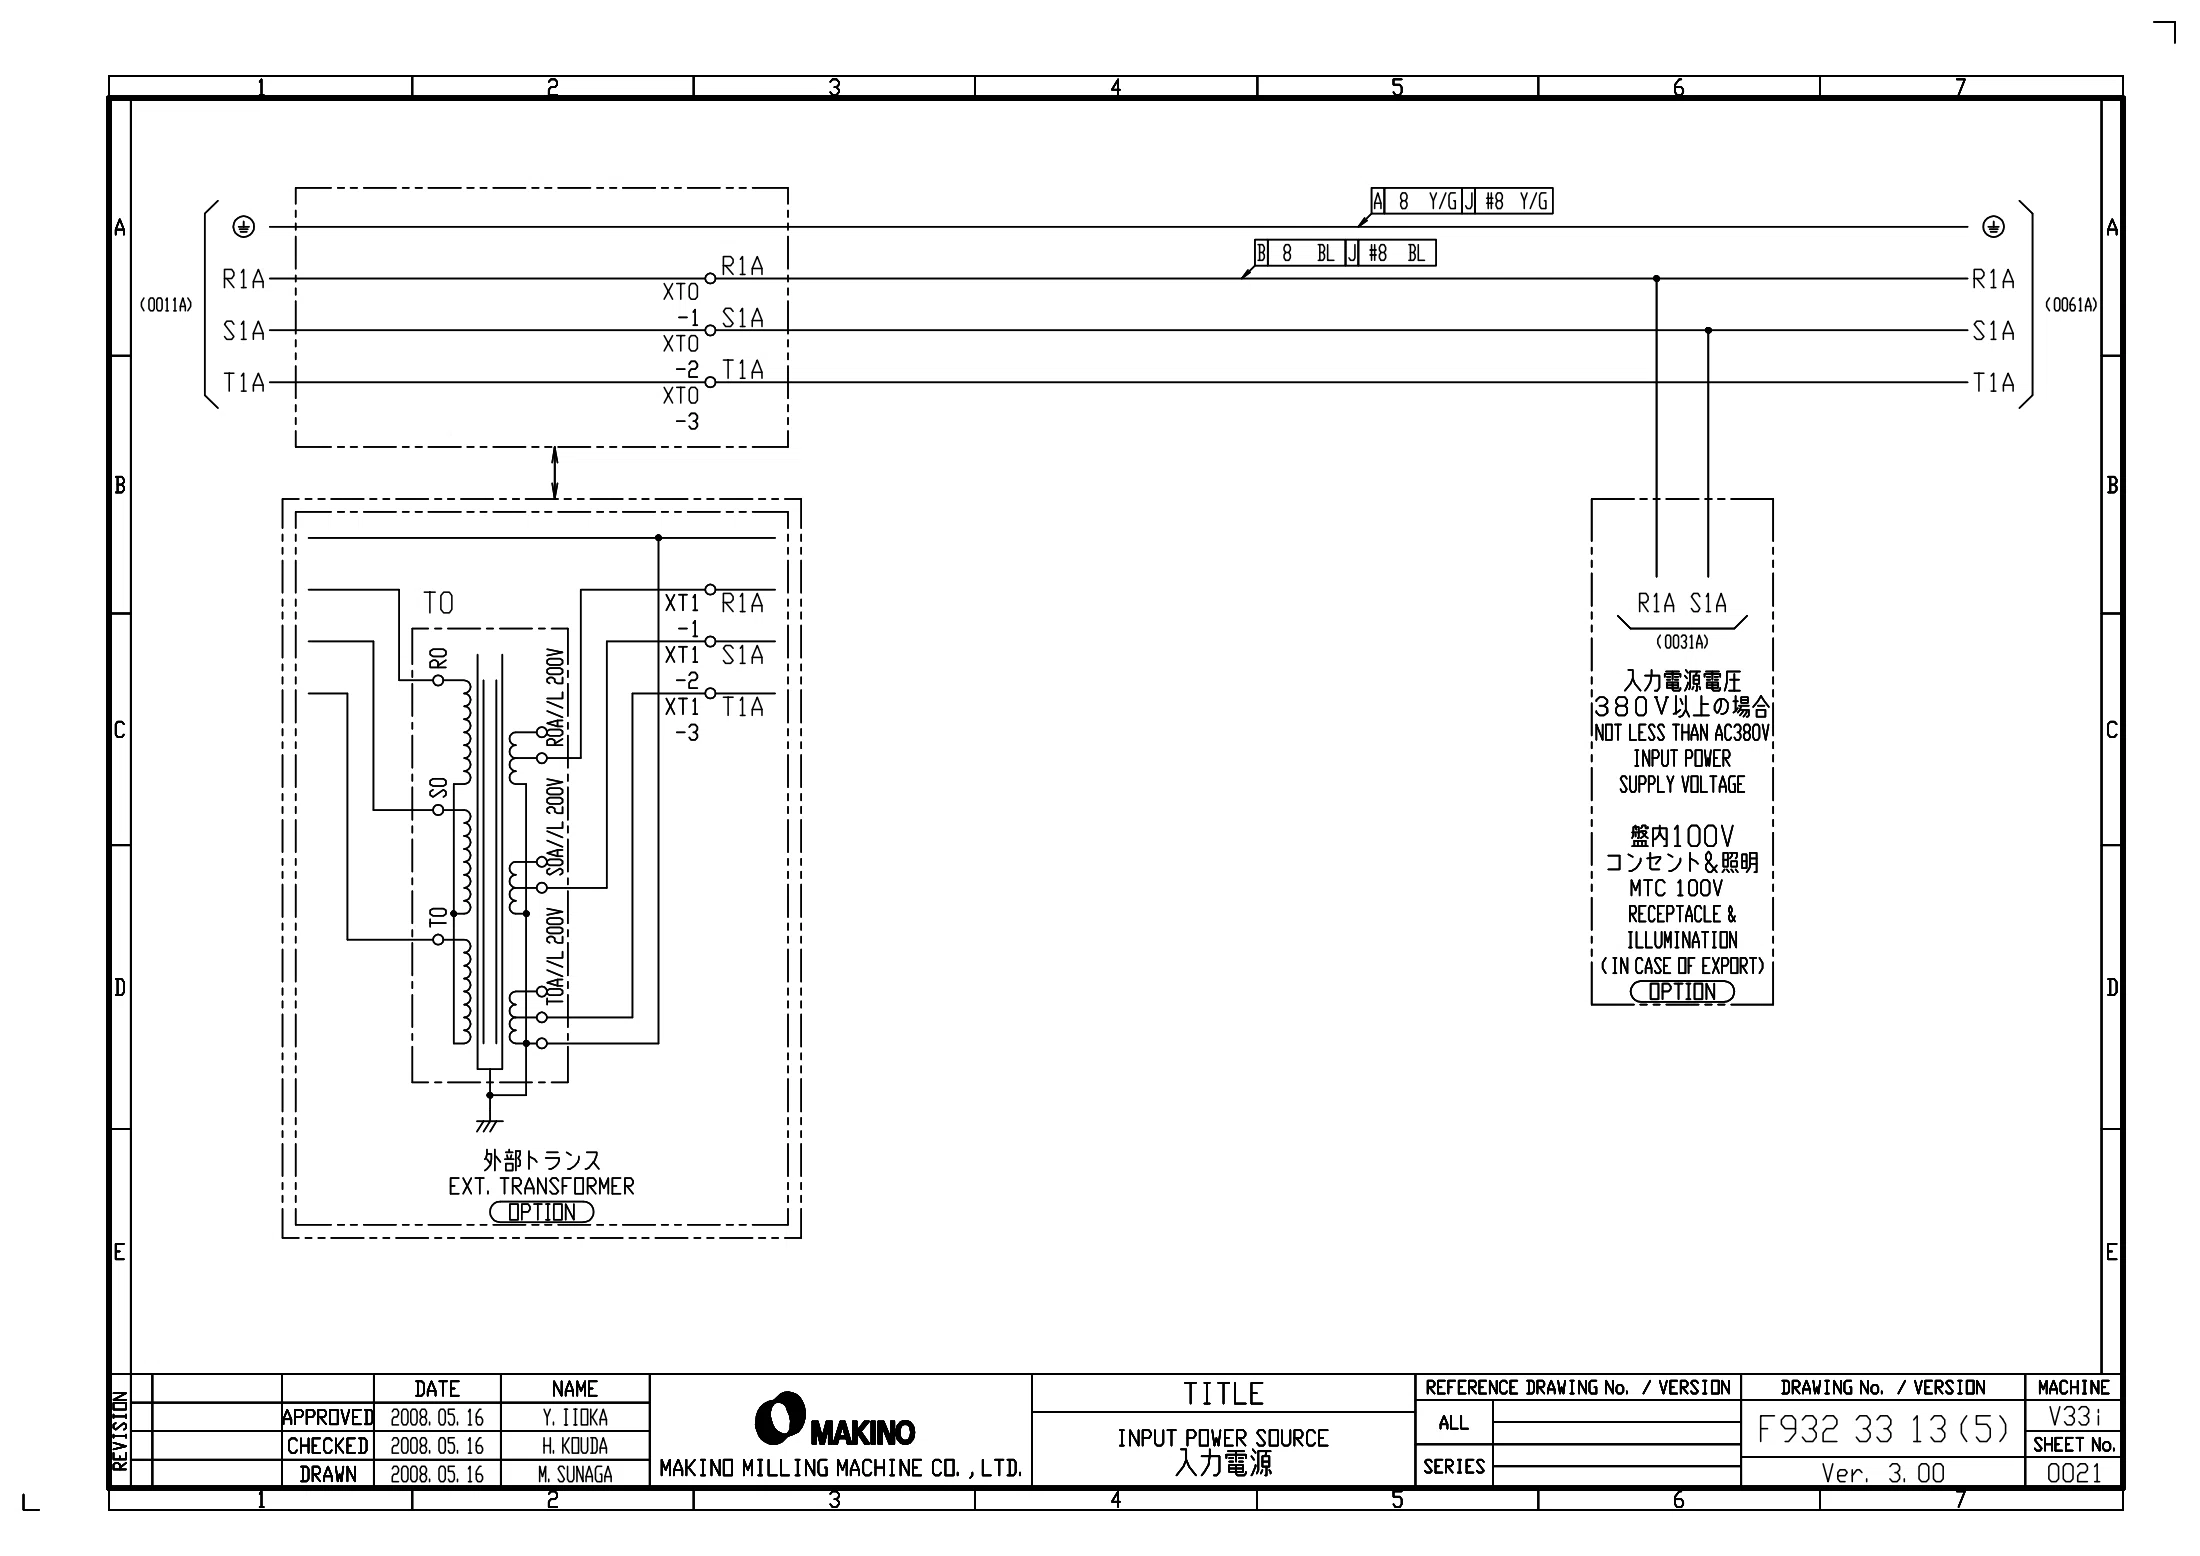 1 2 3 4 5 6 7
A A
A 8 Y/G J #8 Y/G
B 8 BL J #8 BL
R1A R1A R1A
XT0
-1
(0011A) (0061A)
S1A S1A S1A
XT0
-2
T1A T1A T1A
XT0
-3
B B
T0
XT1 R1A
-1
XT1 S1A
-2
XT1 T1A
-3
R0
S0
T0
R0A//L 200V
S0A//L 200V
T0A//L 200V
外部トランス
EXT. TRANSFORMER
OPTION
R1A S1A
(0031A)
入力電源電圧
380V以上の場合
NOT LESS THAN AC380V
INPUT POWER
SUPPLY VOLTAGE
盤内100V
コンセント&照明
MTC 100V
RECEPTACLE &
ILLUMINATION
(IN CASE OF EXPORT)
OPTION
C C
D D
E E
REVISION
DATE NAME
APPROVED 2008.05.16 Y. IIOKA
CHECKED 2008.05.16 H. KOUDA
DRAWN 2008.05.16 M. SUNAGA
MAKINO
MAKINO MILLING MACHINE CO., LTD.
TITLE
INPUT POWER SOURCE
入力電源
REFERENCE DRAWING No. / VERSION
ALL
SERIES
DRAWING No. / VERSION
F932 33 13(5)
Ver. 3.00
MACHINE
V33i
SHEET No.
0021
1 2 3 4 5 6 7